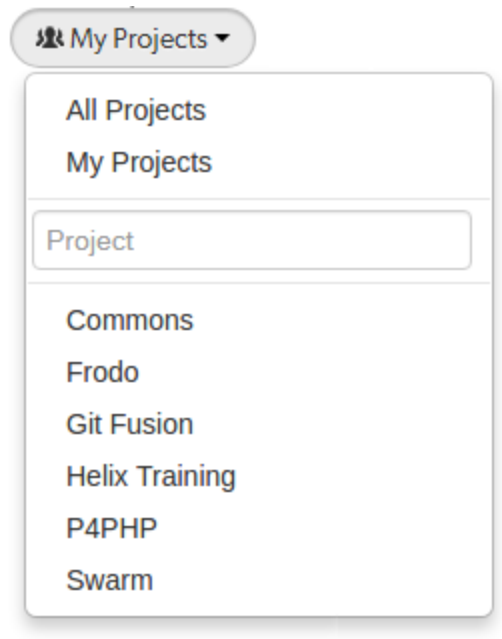 My Projects
All Projects
My Projects
Project
Commons
Frodo
Git Fusion
Helix Training
P4PHP
Swarm